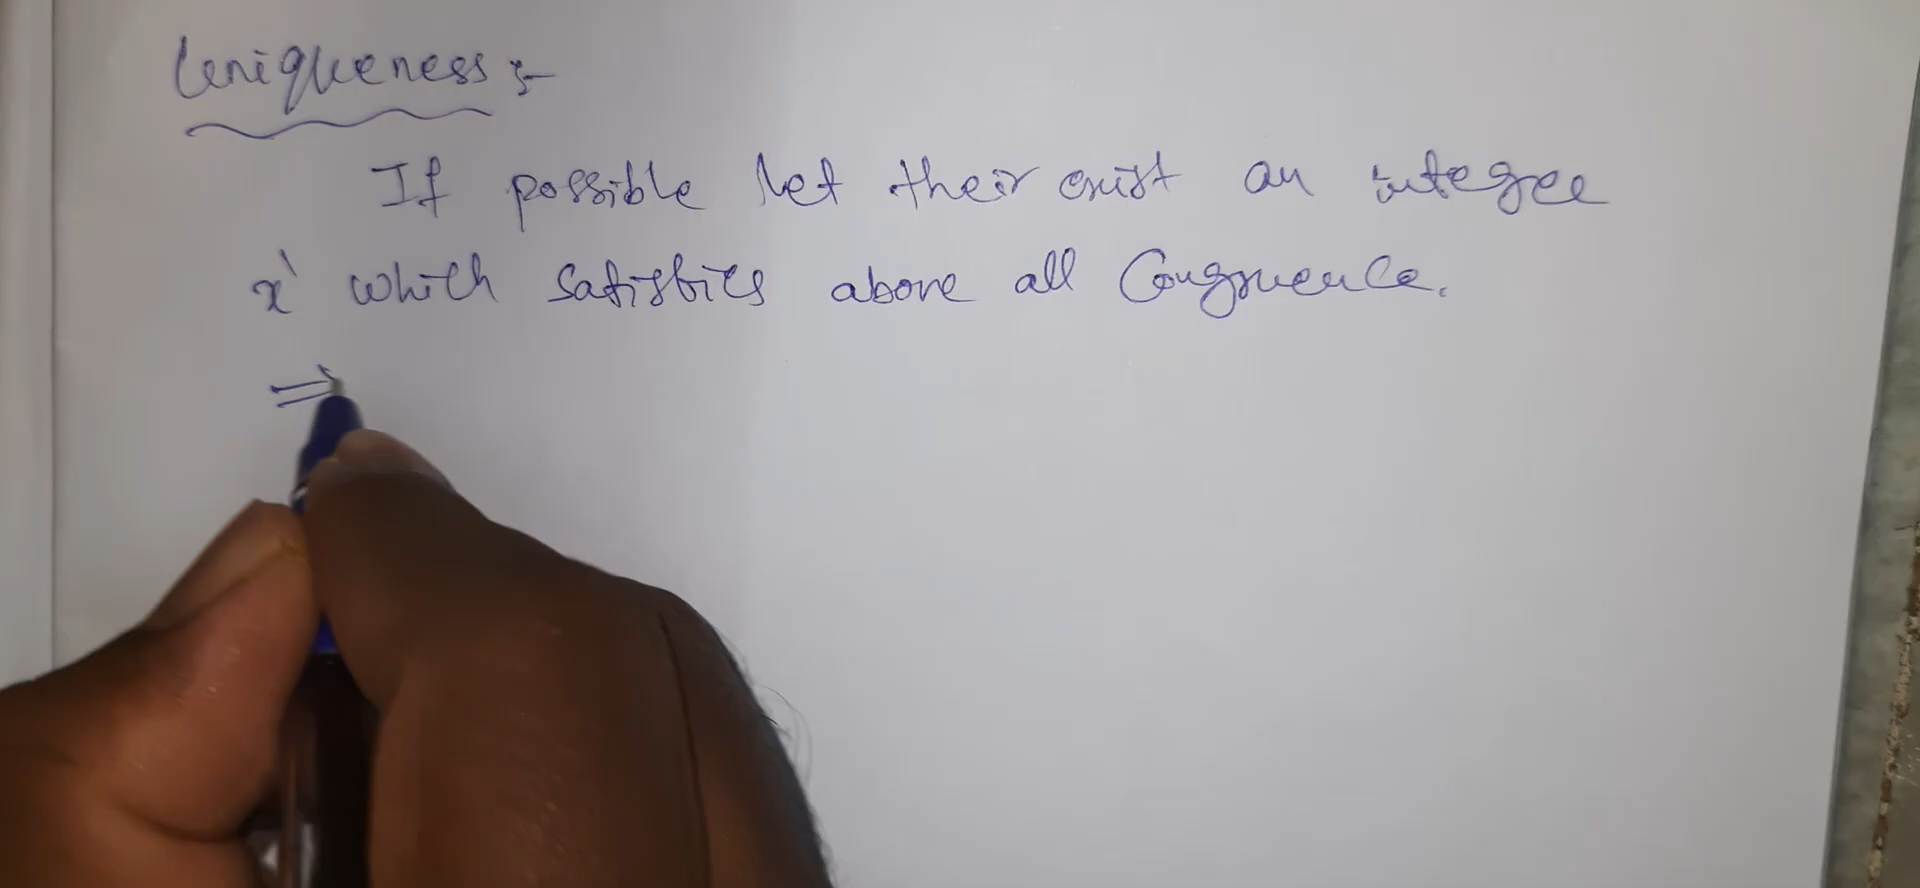 Uniqueness :-
If possible let their exist an integer
x' which satisfies above all Congruence.
⇒